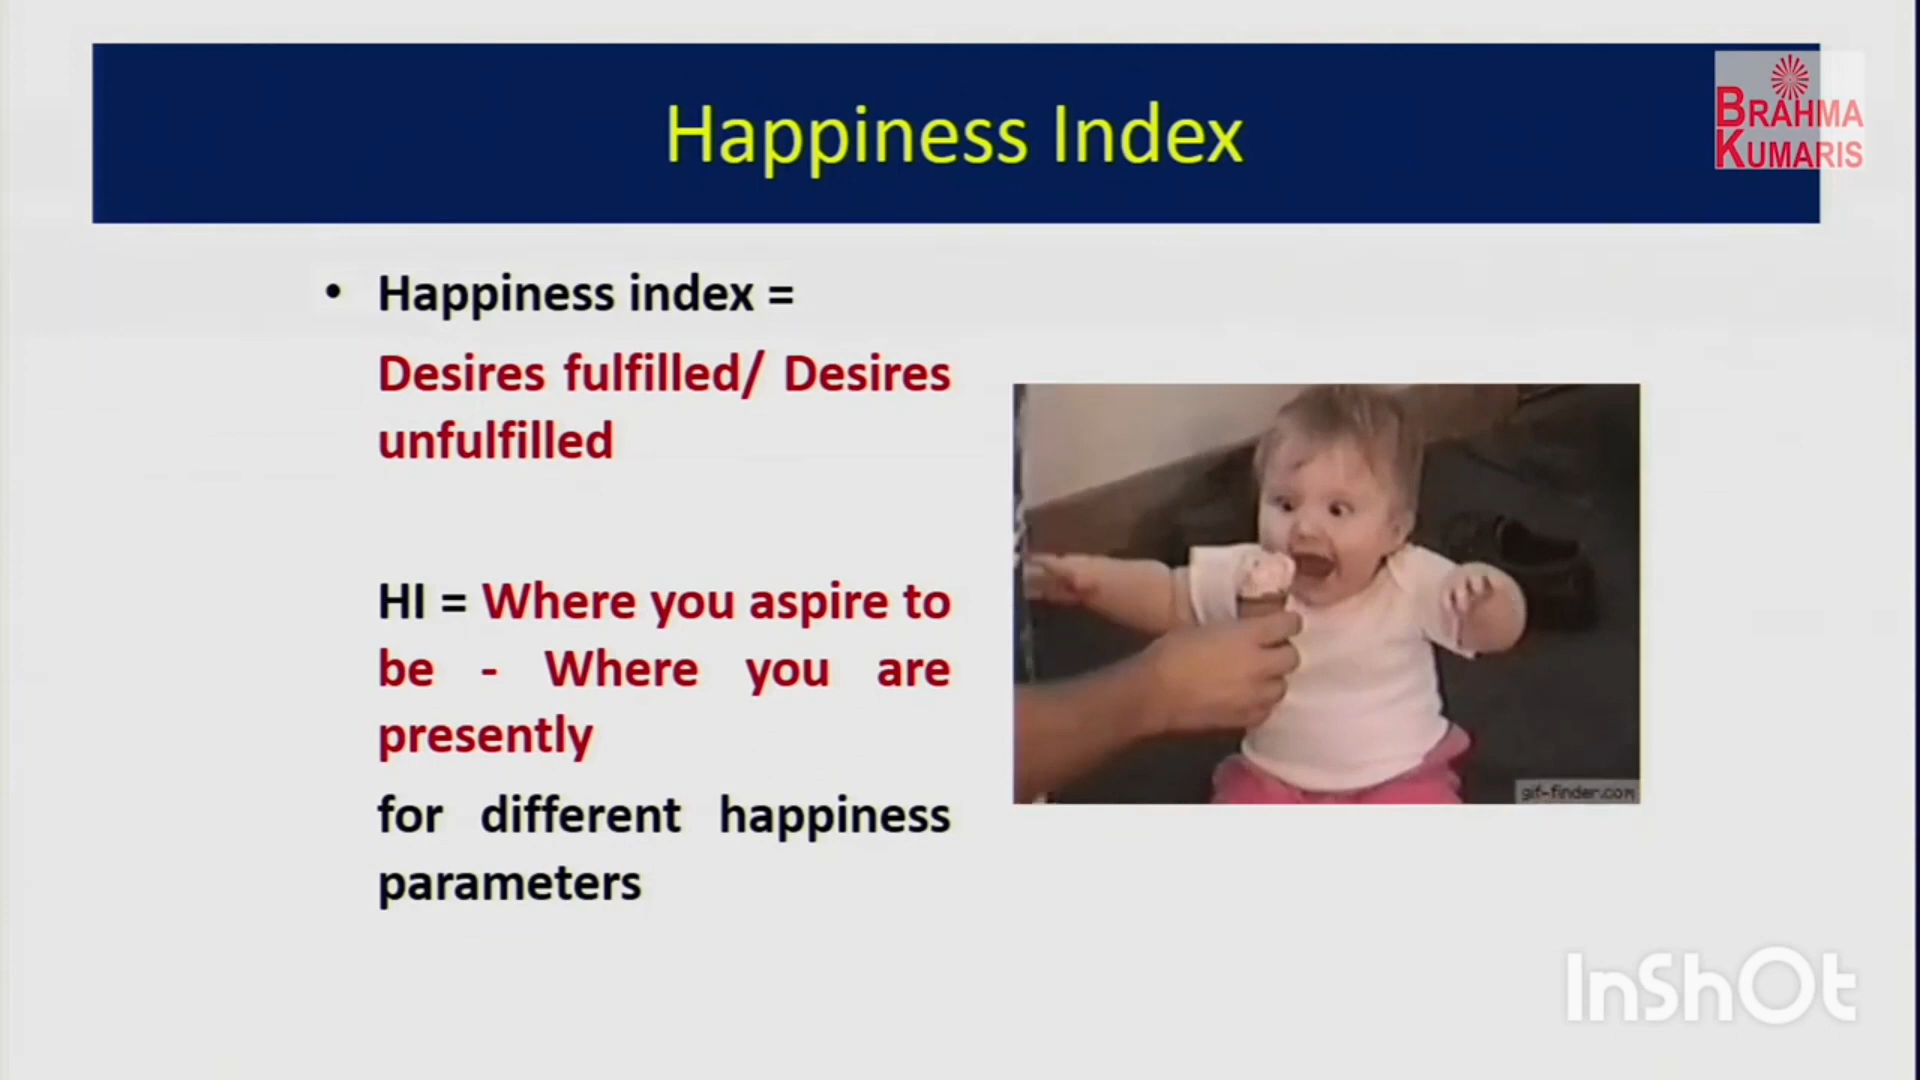 Happiness Index
BRAHMA
KUMARIS
• Happiness index =
Desires fulfilled/ Desires
unfulfilled
HI = Where you aspire to
be - Where you are
presently
for different happiness
parameters
gif-finder.com
InShOt